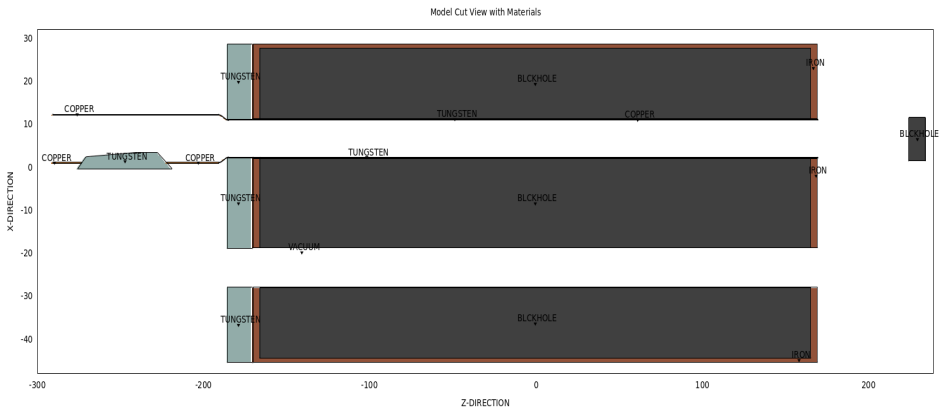 Model Cut View with Materials
30
IRON
TUNGSTEN
BLCKHOLE
20
COPPER
TUNGSTEN
COPPER
10
BLCKHOLE
COPPER
TUNGSTEN
COPPER
TUNGSTEN
0
IRON
TUNGSTEN
BLCKHOLE
-10
X-DIRECTION
VACUUM
-20
-30
TUNGSTEN
BLCKHOLE
-40
IRON
-300
-200
-100
0
100
200
Z-DIRECTION